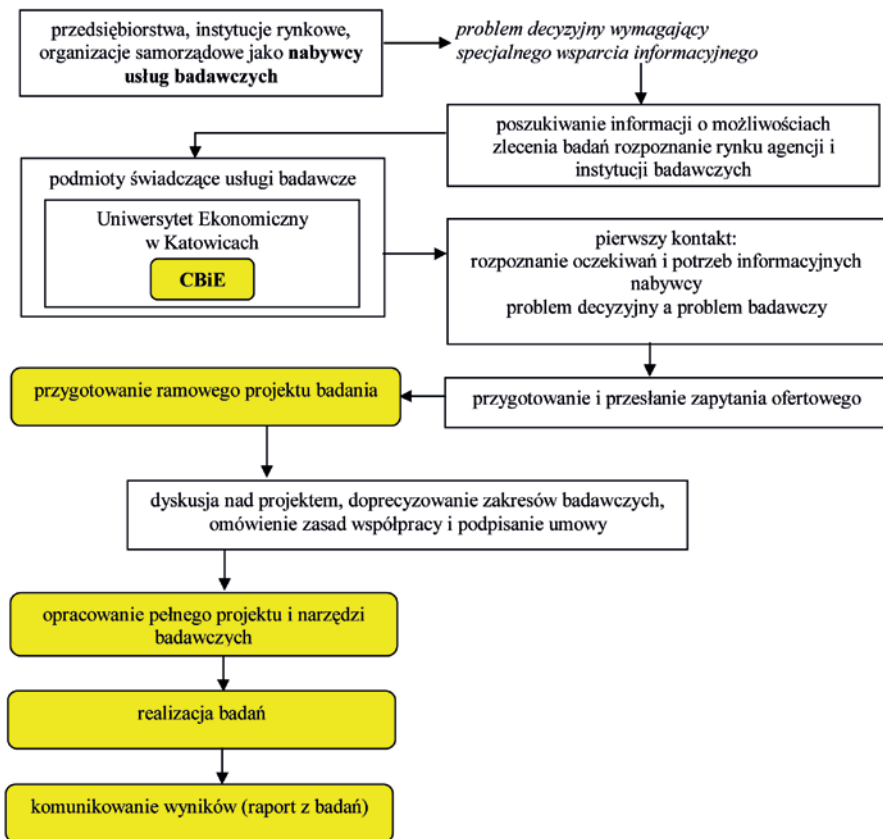 przedsiębiorstwa, instytucje rynkowe,
organizacje samorządowe jako nabywcy
usług badawczych
problem decyzyjny wymagający
specjalnego wsparcia informacyjnego
poszukiwanie informacji o możliwościach
zlecenia badań rozpoznanie rynku agencji i
instytucji badawczych
podmioty świadczące usługi badawcze
Uniwersytet Ekonomiczny
w Katowicach
CBiE
pierwszy kontakt:
rozpoznanie oczekiwań i potrzeb informacyjnych
nabywcy
problem decyzyjny a problem badawczy
przygotowanie i przesłanie zapytania ofertowego
przygotowanie ramowego projektu badania
dyskusja nad projektem, doprecyzowanie zakresów badawczych,
omówienie zasad współpracy i podpisanie umowy
opracowanie pełnego projektu i narzędzi
badawczych
realizacja badań
komunikowanie wyników (raport z badań)